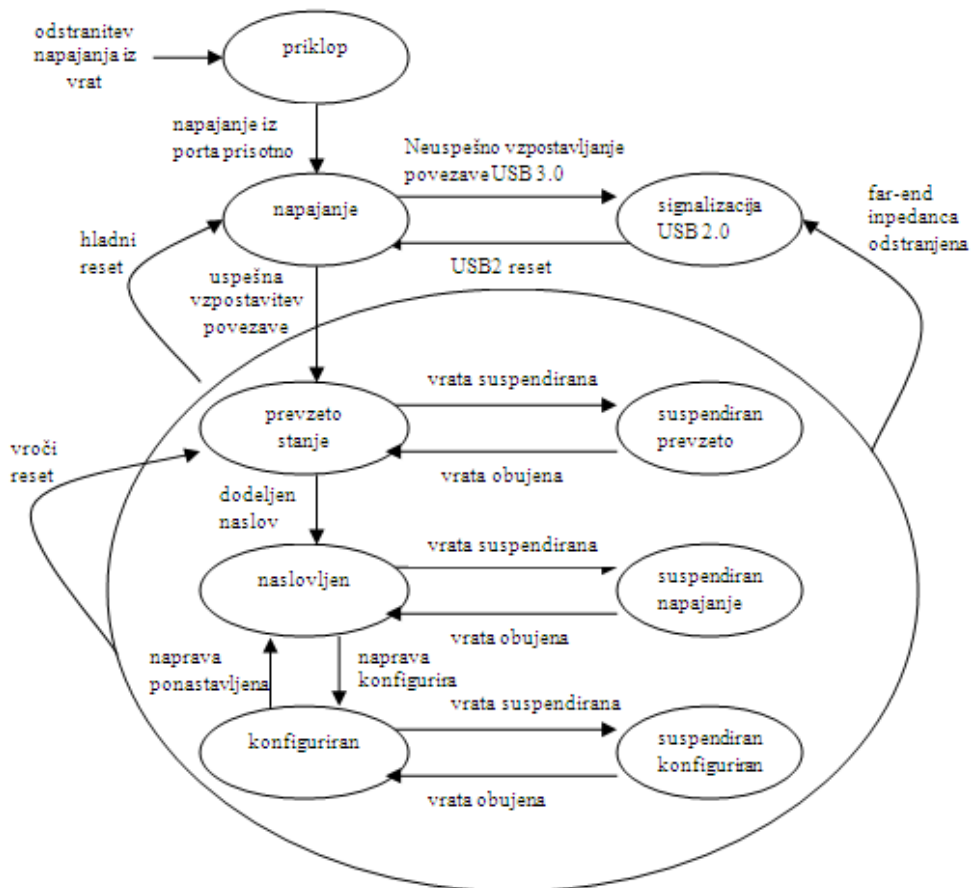 odstranitev
napajanja iz
vrat
priklop
napajanje iz
porta prisotno
Neuspešno vzpostavljanje
povezave USB 3.0
napajanje
signalizacija
USB 2.0
far-end
inpedanca
odstranjena
hladni
reset
USB2 reset
uspešna
vzpostavitev
povezave
vrata suspendirana
prevzeto
stanje
suspendiran
prevzeto
vroči
reset
vrata obujena
dodeljen
naslov
vrata suspendirana
naslovljen
suspendiran
napajanje
vrata obujena
naprava
ponastavljena
naprava
konfigurira
vrata suspendirana
konfiguriran
suspendiran
konfiguriran
vrata obujena